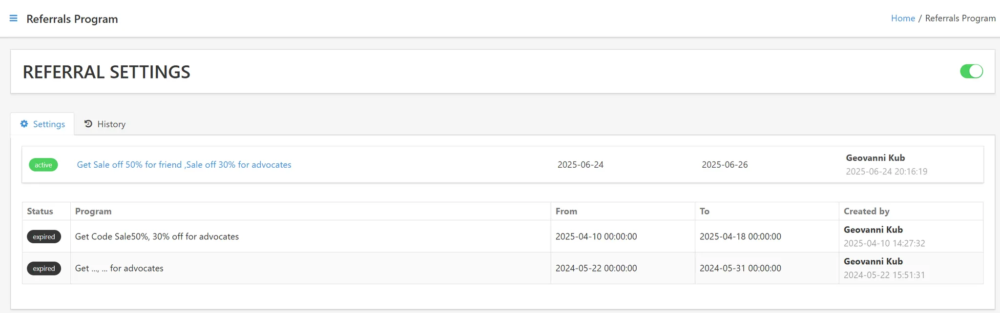 Referrals Program
Home / Referrals Program
REFERRAL SETTINGS
Settings
History
active Get Sale off 50% for friend ,Sale off 30% for advocates 2025-06-24 2025-06-26 Geovanni Kub
2025-06-24 20:16:19
Status Program From To Created by
expired Get Code Sale50%, 30% off for advocates 2025-04-10 00:00:00 2025-04-18 00:00:00 Geovanni Kub
2025-04-10 14:27:32
expired Get ..., ... for advocates 2024-05-22 00:00:00 2024-05-31 00:00:00 Geovanni Kub
2024-05-22 15:51:31